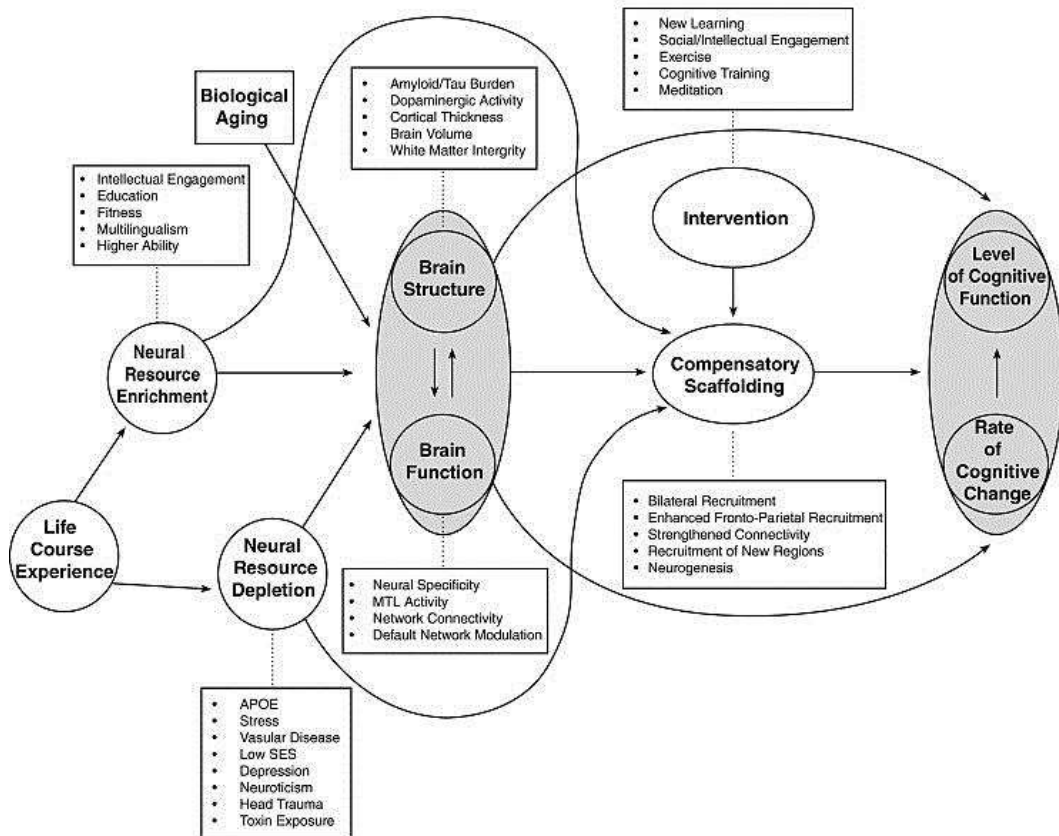 • New Learning
• Social/Intellectual Engagement
• Exercise
• Cognitive Training
• Meditation
Biological
Aging
• Amyloid/Tau Burden
• Dopaminergic Activity
• Cortical Thickness
• Brain Volume
• White Matter Intergrity
• Intellectual Engagement
• Education
• Fitness
• Multilingualism
• Higher Ability
Intervention
Brain
Structure
Level
of Cognitive
Function
Neural
Resource
Enrichment
Compensatory
Scaffolding
Brain
Function
Rate
of
Cognitive
Change
Life
Course
Experience
Neural
Resource
Depletion
• Bilateral Recruitment
• Enhanced Fronto-Parietal Recruitment
• Strengthened Connectivity
• Recruitment of New Regions
• Neurogenesis
• Neural Specificity
• MTL Activity
• Network Connectivity
• Default Network Modulation
• APOE
• Stress
• Vasular Disease
• Low SES
• Depression
• Neuroticism
• Head Trauma
• Toxin Exposure